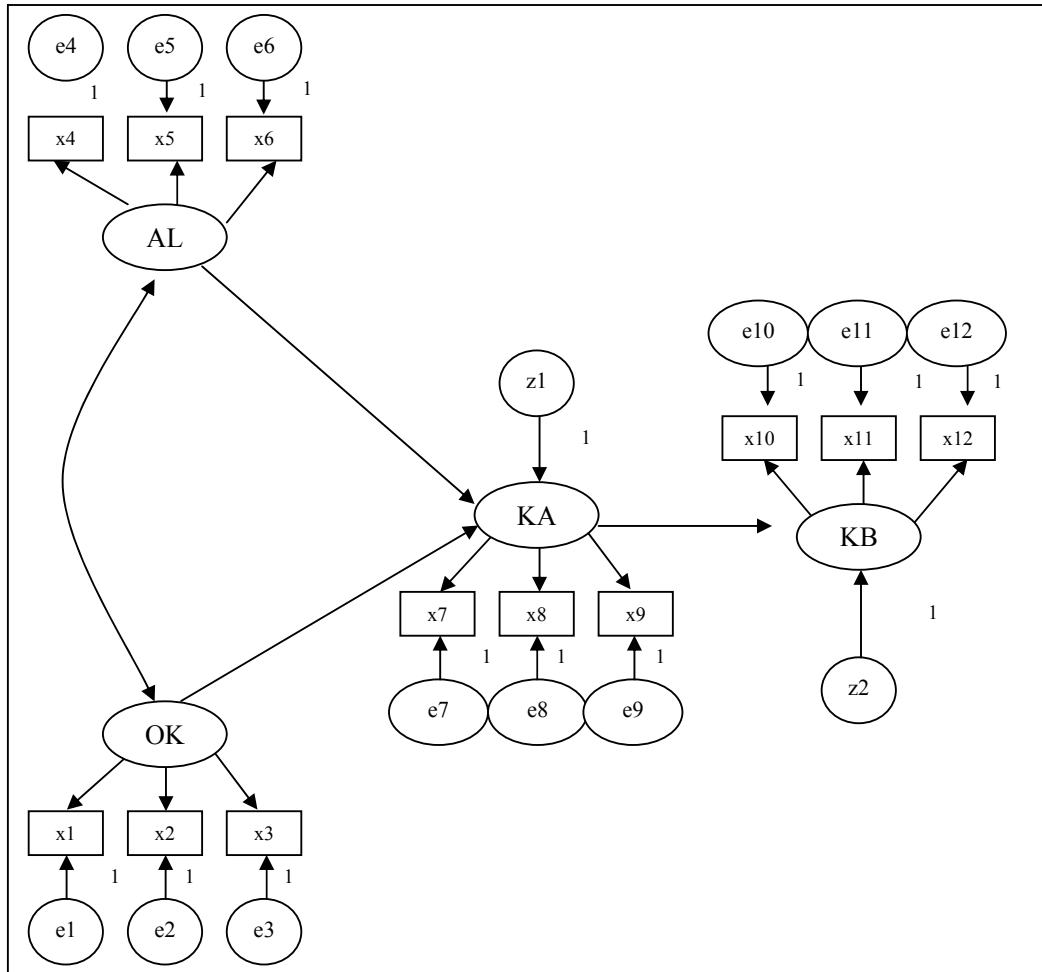 e4 e5 e6
1 1 1
x4 x5 x6
AL
e10 e11 e12
z1
1 1 1
x10 x11 x12
1
KA
KB
x7 x8 x9
1
1 1 1
z2
e7 e8 e9
OK
x1 x2 x3
1 1 1
e1 e2 e3